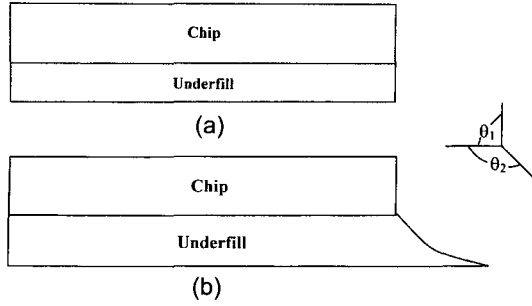 Chip
Underfill
(a)
θ₁
θ₂
Chip
Underfill
(b)